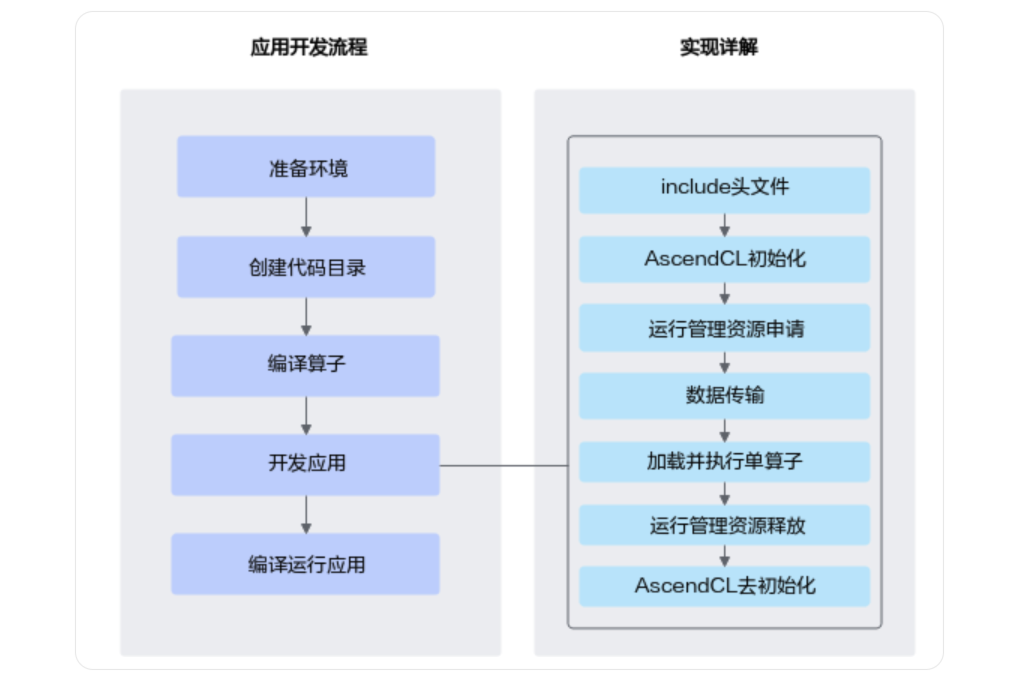 应用开发流程
准备环境
创建代码目录
编译算子
开发应用
编译运行应用
实现详解
include头文件
AscendCL初始化
运行管理资源申请
数据传输
加载并执行单算子
运行管理资源释放
AscendCL去初始化